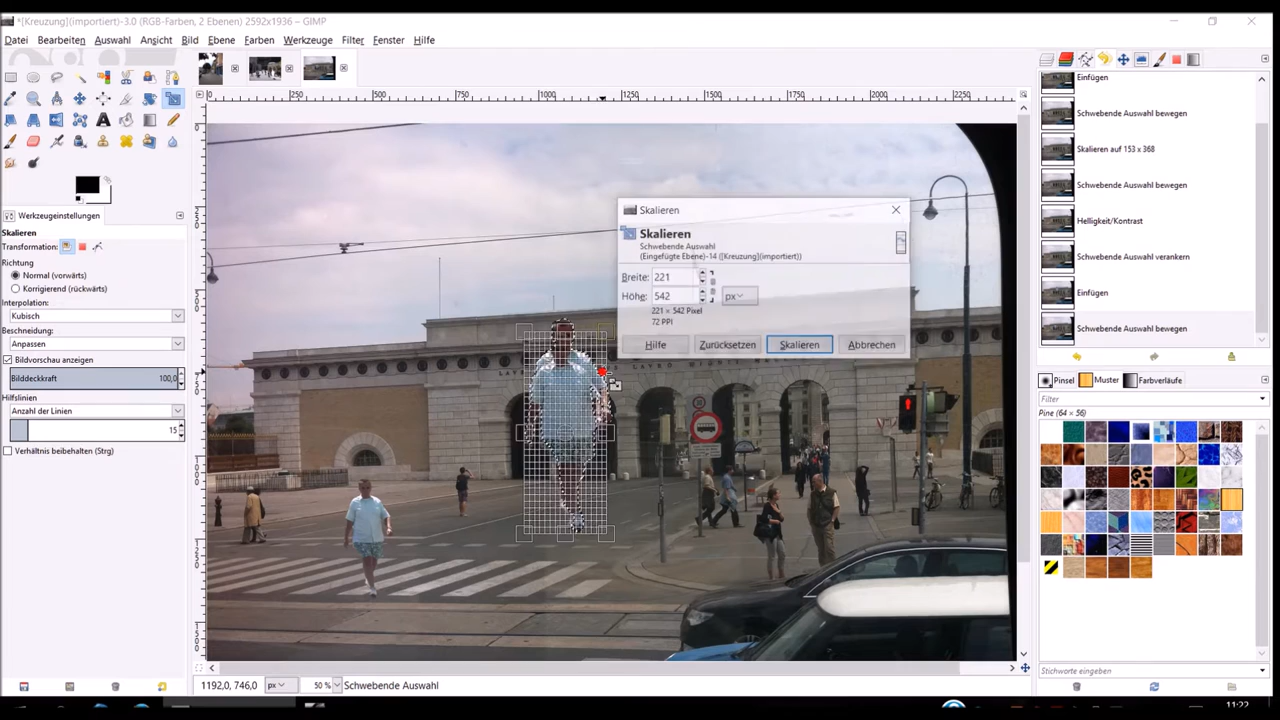 *[Kreuzung](importiert)-3.0 (RGB-Farben, 2 Ebenen) 2592x1936 – GIMP
Datei Bearbeiten Auswahl Ansicht Bild Ebene Farben Werkzeuge Filter Fenster Hilfe
0 250 500 750 1000 1250 1500 1750 2000 2250
Werkzeugeinstellungen
Skalieren
Transformation:
Richtung
Normal (vorwärts)
Korrigierend (rückwärts)
Interpolation:
Kubisch
Beschneidung:
Anpassen
Bildvorschau anzeigen
Bilddeckkraft 100,0
Hilfslinien
Anzahl der Linien
15
Verhältnis beibehalten (Strg)
Skalieren
Skalieren
Schwebende Auswahl
(Eingefügte Ebene)-14 ([Kreuzung](importiert))
Breite: 221
Höhe: 542 px
221 × 542 Pixel
72 PPI
Hilfe Zurücksetzen Skalieren Abbrechen
1192,0, 746,0 px 50 % Schwebende Auswahl
Einfügen
Schwebende Auswahl bewegen
Skalieren auf 153 x 368
Schwebende Auswahl bewegen
Helligkeit/Kontrast
Schwebende Auswahl verankern
Einfügen
Schwebende Auswahl bewegen
Pinsel Muster Farbverläufe
Filter
Pine (64 × 56)
Stichworte eingeben
11:22